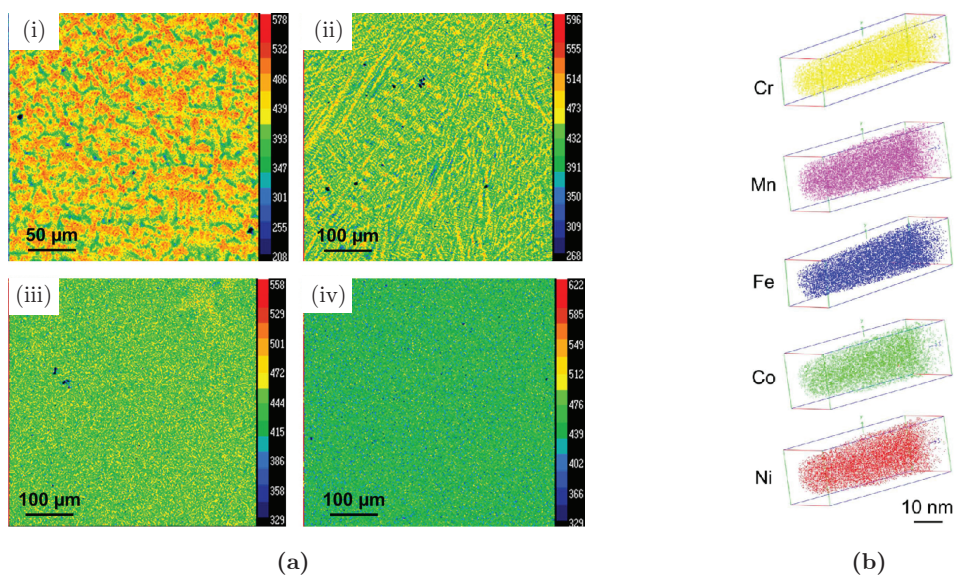 (i)
578
532
486
439
393
347
301
255
208
50 µm
(ii)
596
555
514
473
432
391
350
309
268
100 µm
(iii)
558
529
501
472
444
415
386
358
329
100 µm
(iv)
622
585
549
512
476
439
402
366
329
100 µm
(a)
Cr
Mn
Fe
Co
Ni
10 nm
(b)